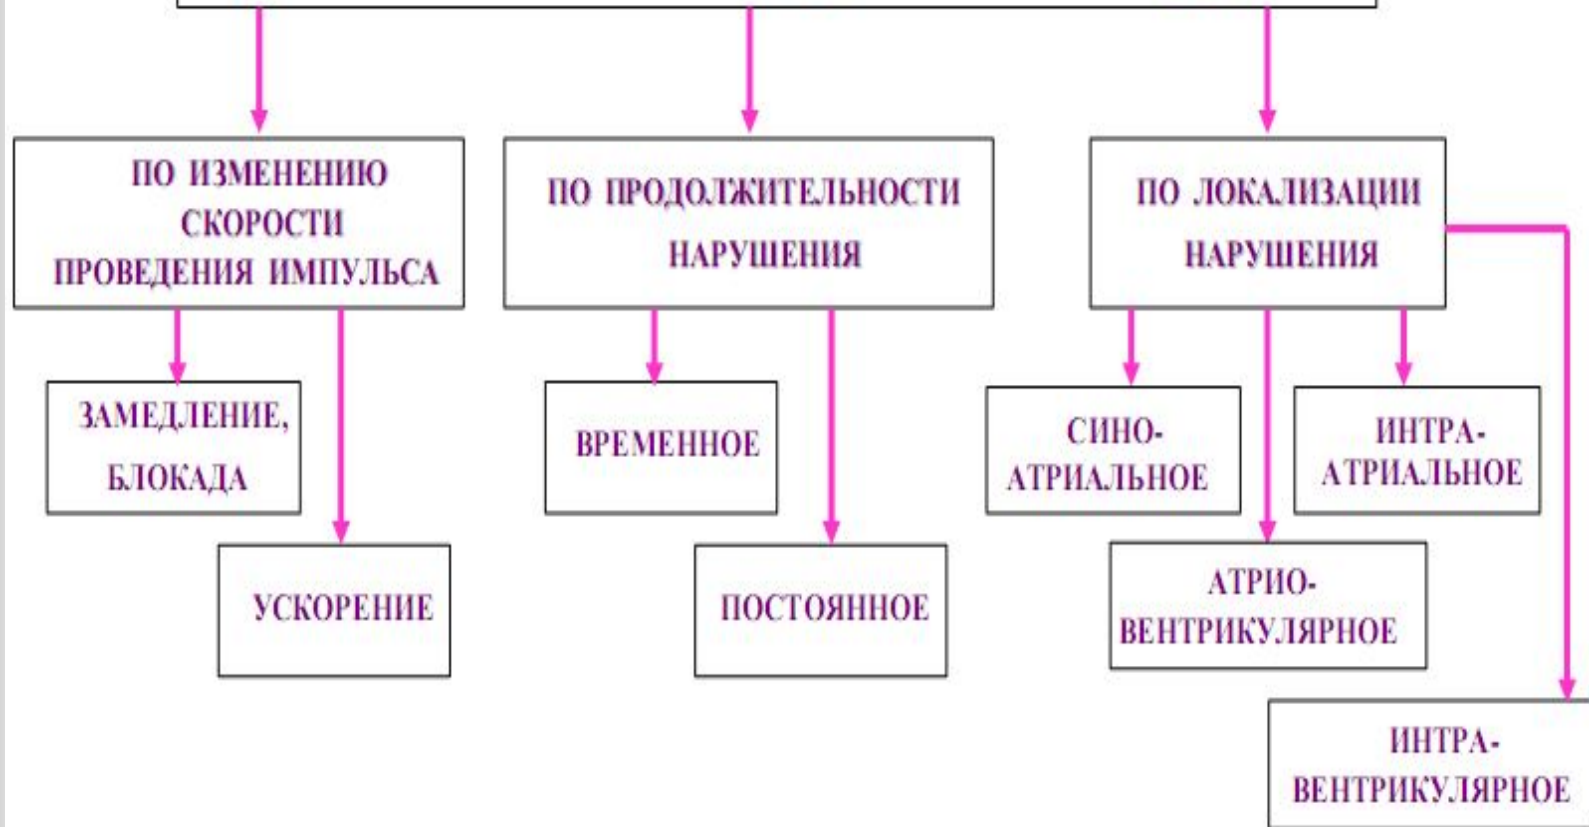 ПО ИЗМЕНЕНИЮ
СКОРОСТИ
ПРОВЕДЕНИЯ ИМПУЛЬСА
ПО ПРОДОЛЖИТЕЛЬНОСТИ
НАРУШЕНИЯ
ПО ЛОКАЛИЗАЦИИ
НАРУШЕНИЯ
ЗАМЕДЛЕНИЕ,
БЛОКАДА
УСКОРЕНИЕ
ВРЕМЕННОЕ
ПОСТОЯННОЕ
СИНО-
АТРИАЛЬНОЕ
ИНТРА-
АТРИАЛЬНОЕ
АТРИО-
ВЕНТРИКУЛЯРНОЕ
ИНТРА-
ВЕНТРИКУЛЯРНОЕ